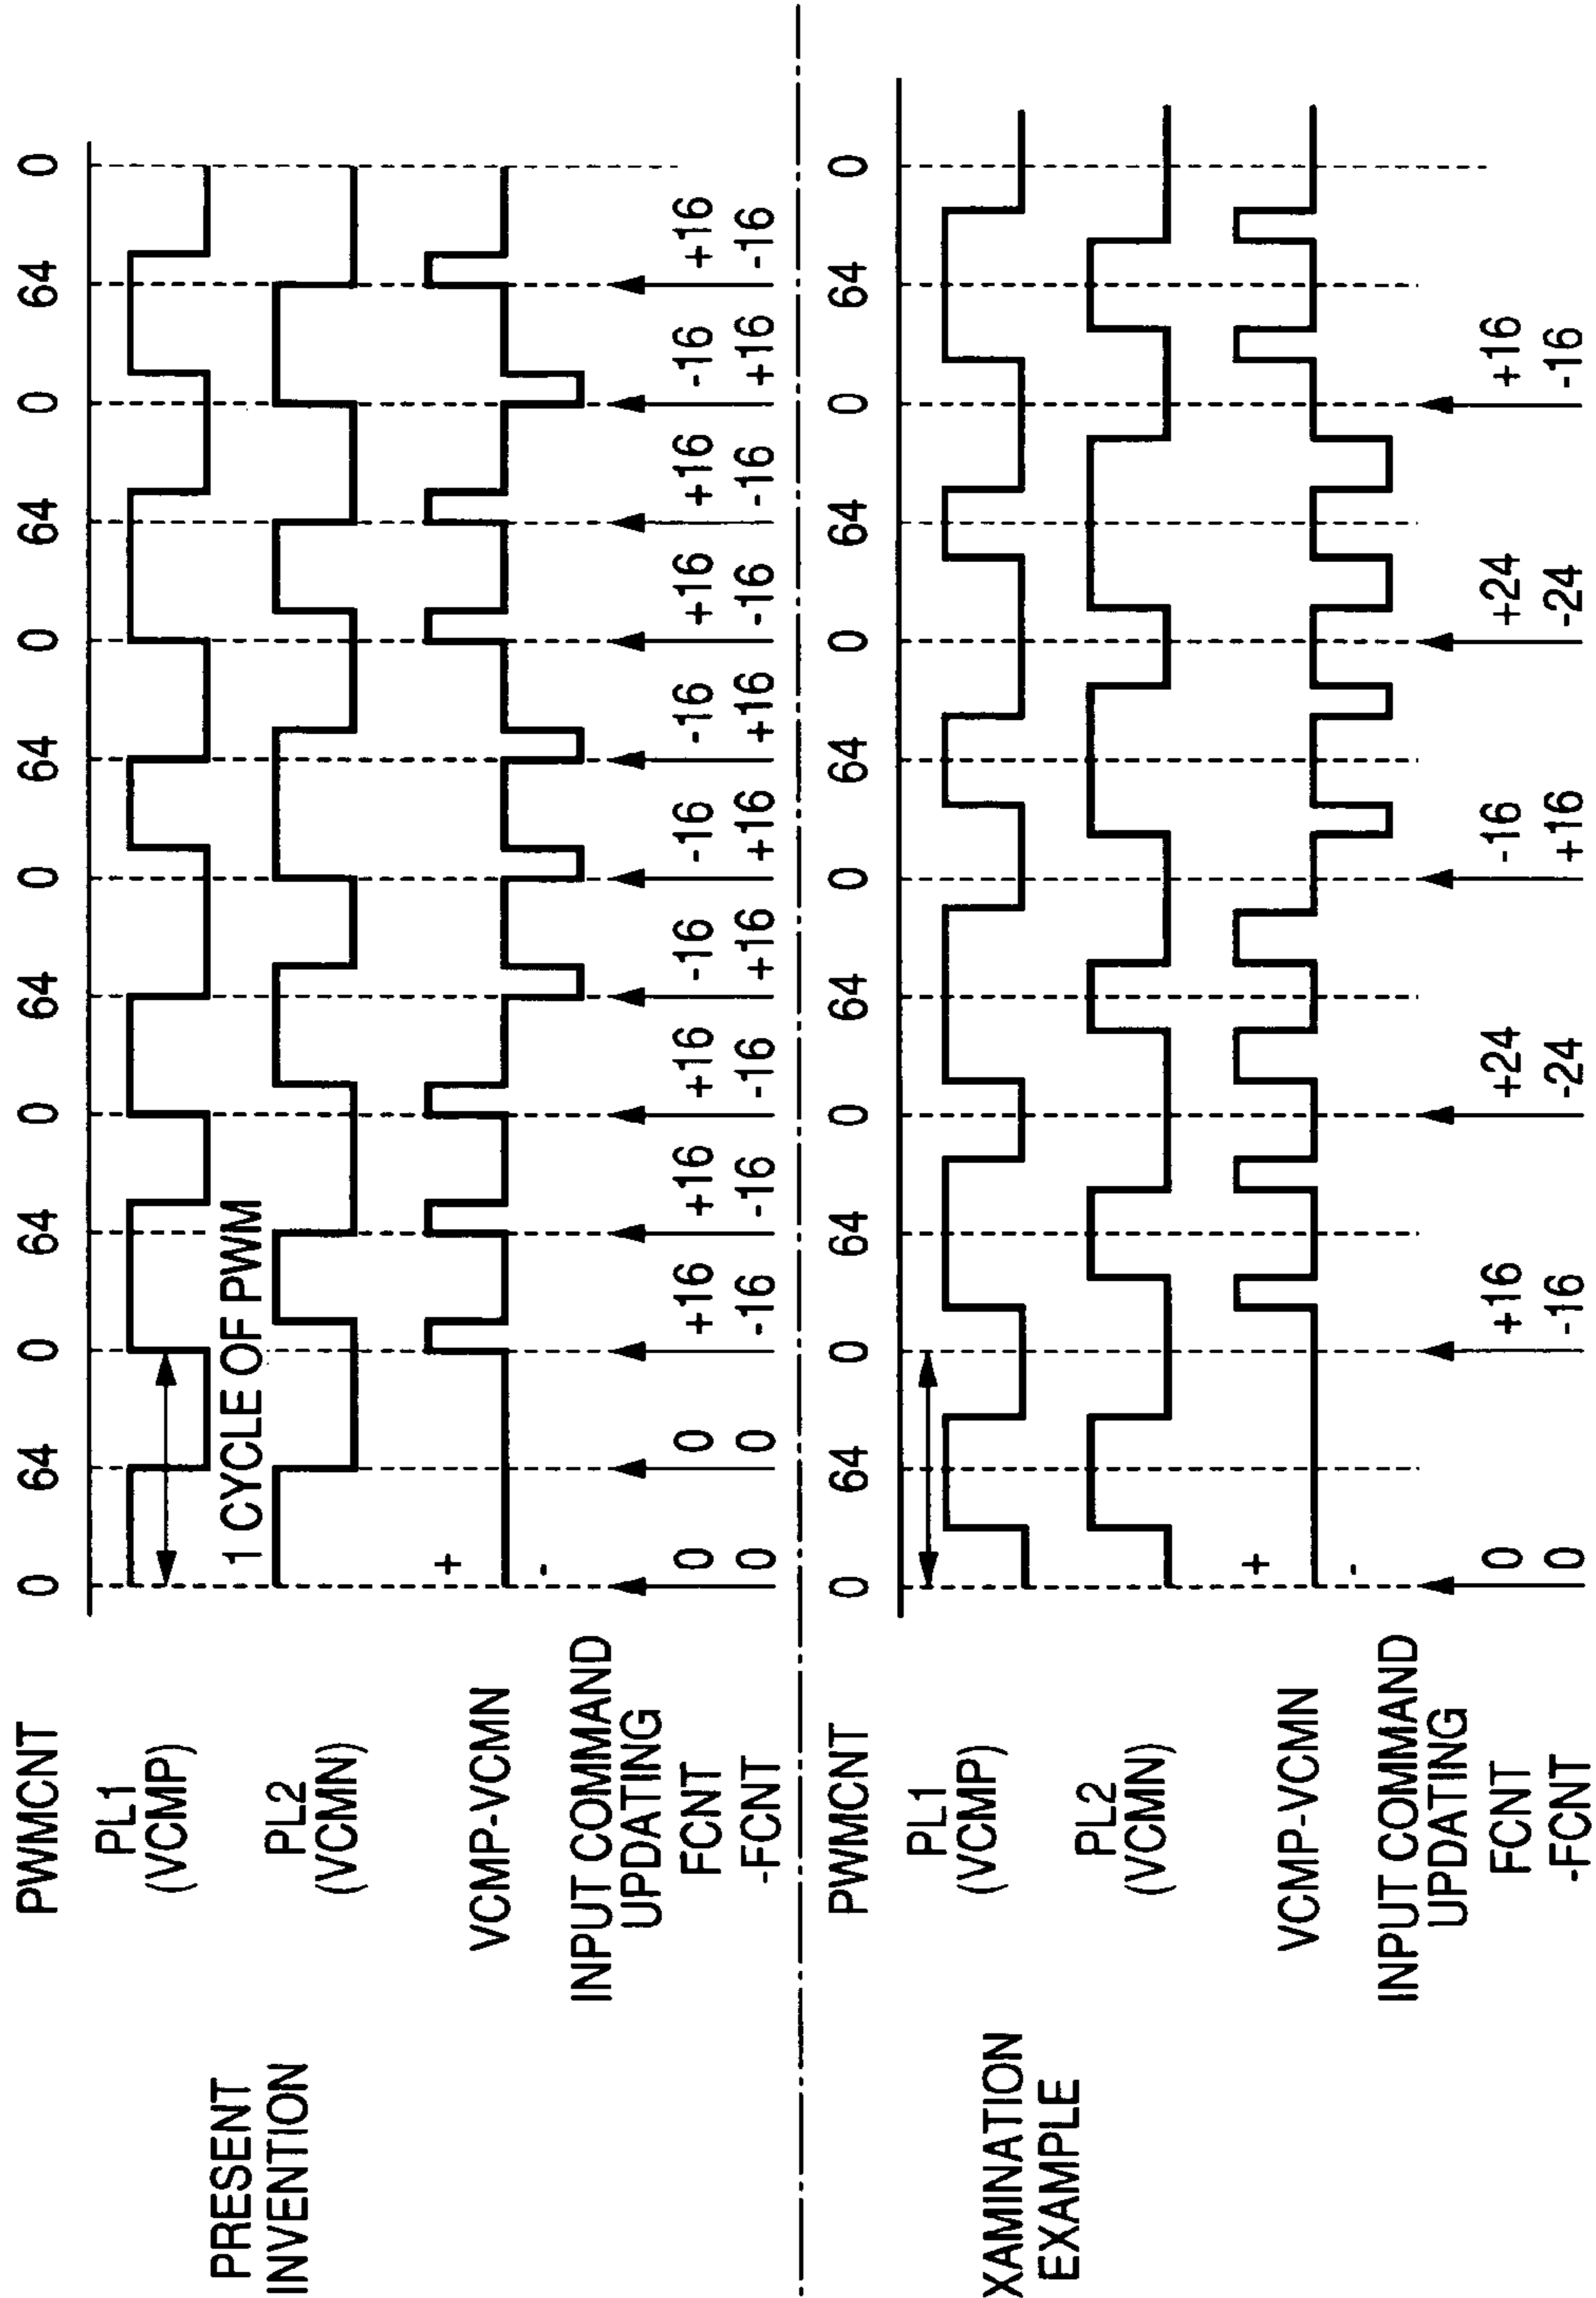 PRESENT
INVENTION
PWMCNT 0 64 0 64 0 64 0 64 0 64 0 64 0
PL1
(VCMP)
1 CYCLE OF PWM
PL2
(VCMN)
+
VCMP-VCMN
-
INPUT COMMAND
UPDATING
FCNT 0 0 +16 +16 +16 -16 -16 -16 +16 +16 -16 +16
-FCNT 0 0 -16 -16 -16 +16 +16 +16 -16 -16 +16 -16
XAMINATION
EXAMPLE
PWMCNT 0 64 0 64 0 64 0 64 0 64 0 64 0
PL1
(VCMP)
PL2
(VCMN)
+
VCMP-VCMN
-
INPUT COMMAND
UPDATING
FCNT 0 +16 +24 -16 +24 +16
-FCNT 0 -16 -24 +16 -24 -16